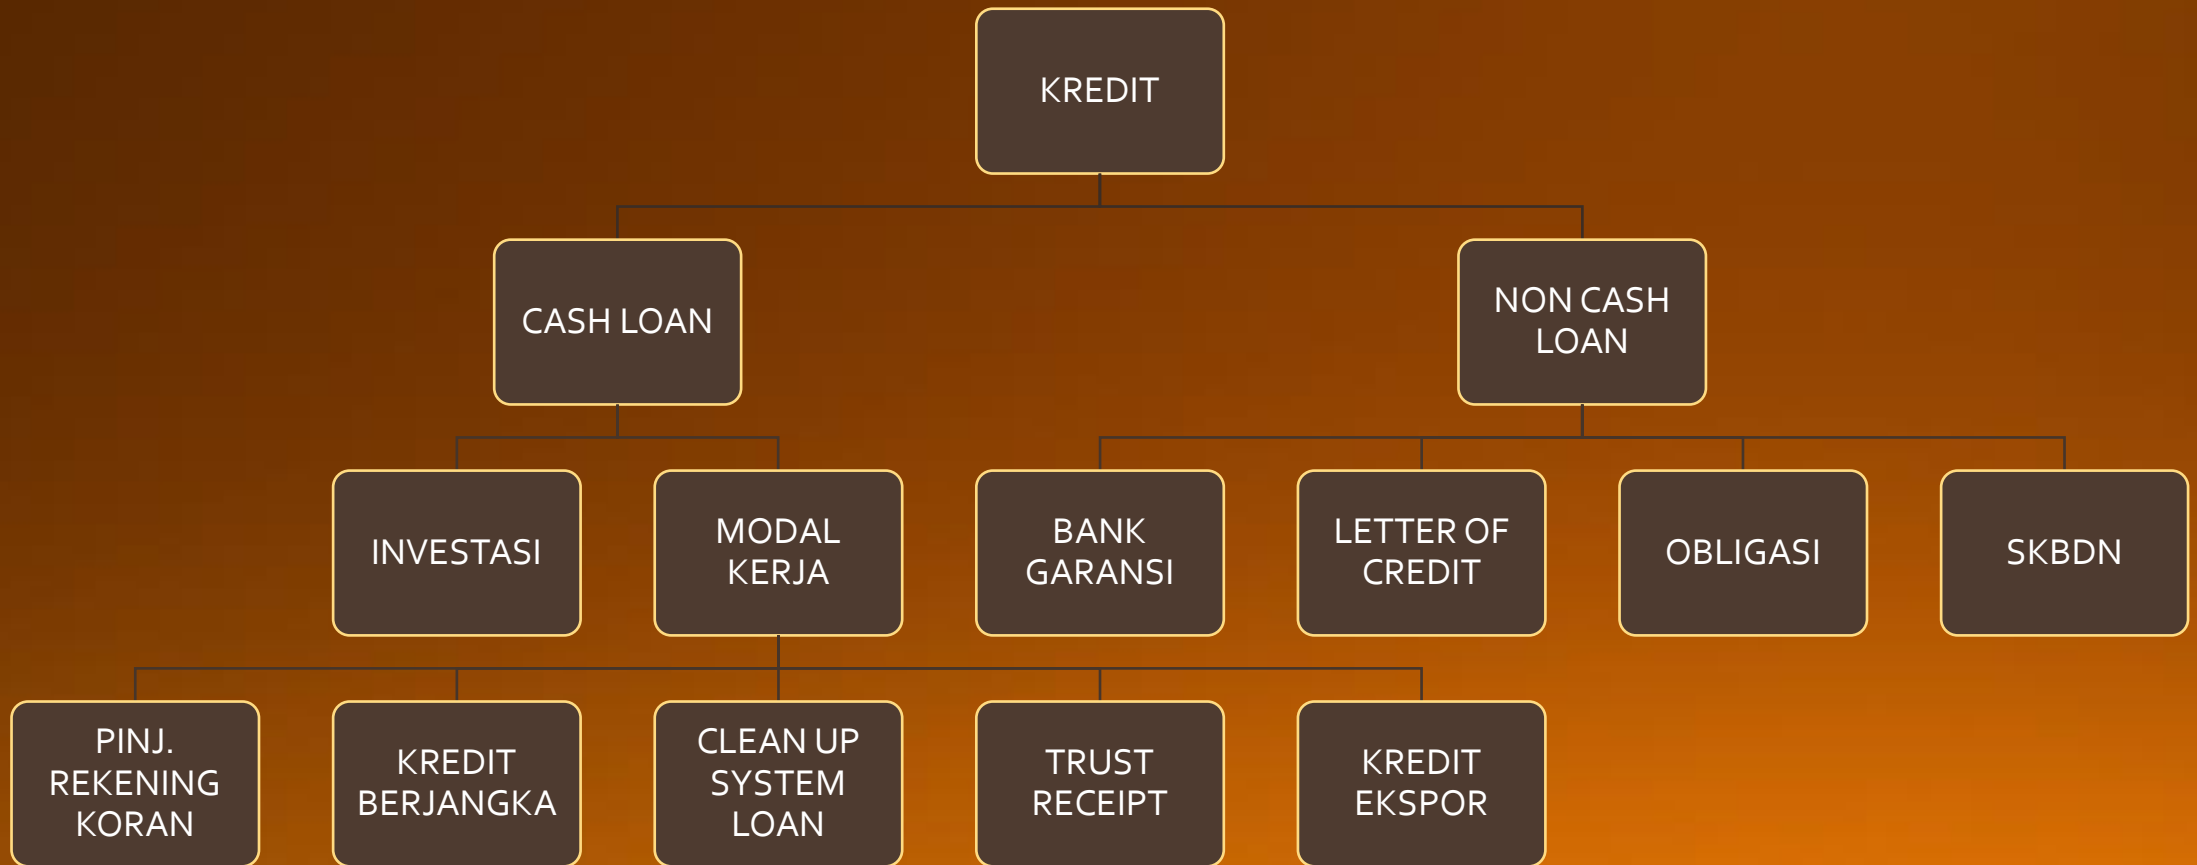 KREDIT
CASH LOAN
NON CASH
LOAN
INVESTASI
MODAL
KERJA
BANK
GARANSI
LETTER OF
CREDIT
OBLIGASI
SKBDN
PINJ.
REKENING
KORAN
KREDIT
BERJANGKA
CLEAN UP
SYSTEM
LOAN
TRUST
RECEIPT
KREDIT
EKSPOR